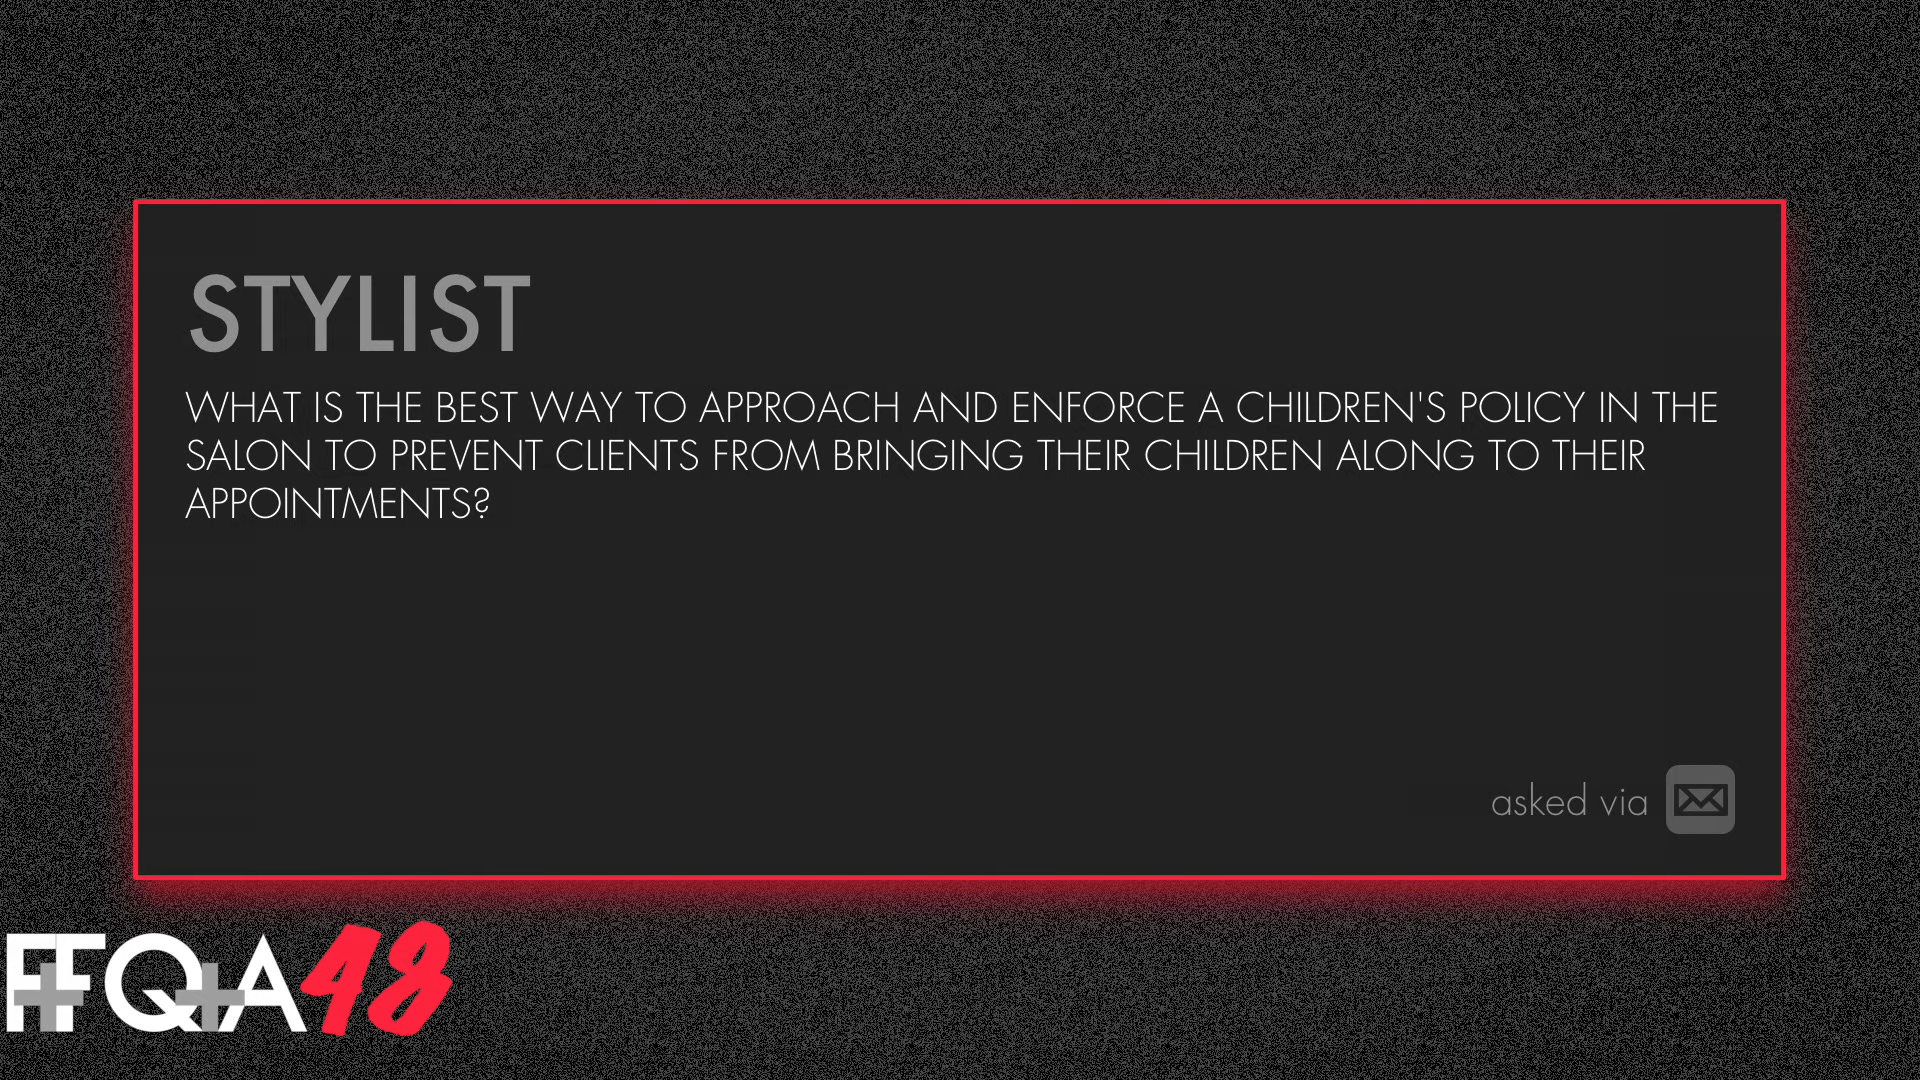 STYLIST
WHAT IS THE BEST WAY TO APPROACH AND ENFORCE A CHILDREN'S POLICY IN THE
SALON TO PREVENT CLIENTS FROM BRINGING THEIR CHILDREN ALONG TO THEIR
APPOINTMENTS?
asked via
FFQ+A48